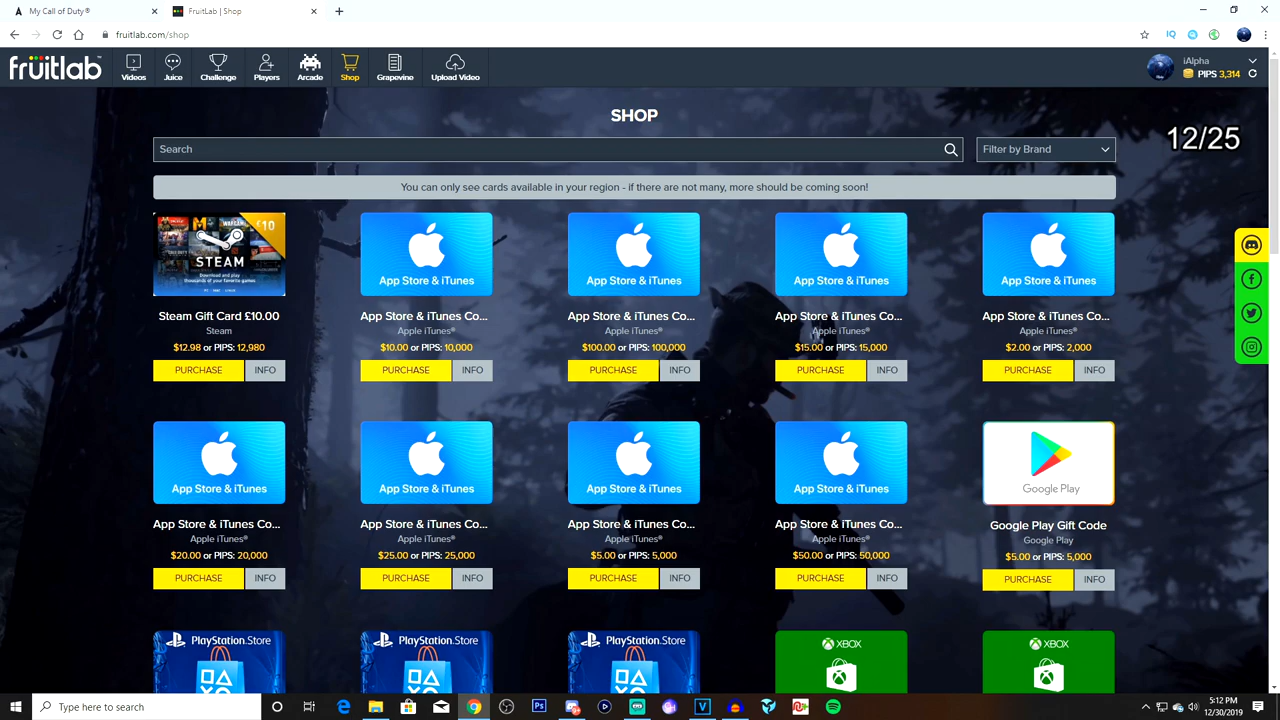 My Call of Duty®
FruitLab | Shop
fruitlab.com/shop
fruitlab
Videos
Juice
Challenge
Players
Arcade
Shop
Grapevine
Upload Video
iAlpha
PIPS 3,314
SHOP
12/25
Search
Filter by Brand
You can only see cards available in your region - if there are not many, more should be coming soon!
£10
STEAM
Download and play
thousands of your favorite games
App Store & iTunes
App Store & iTunes
App Store & iTunes
App Store & iTunes
Steam Gift Card £10.00
App Store & iTunes Co...
App Store & iTunes Co...
App Store & iTunes Co...
App Store & iTunes Co...
Steam
Apple iTunes®
Apple iTunes®
Apple iTunes®
Apple iTunes®
$12.98 or PIPS: 12,980
$10.00 or PIPS: 10,000
$100.00 or PIPS: 100,000
$15.00 or PIPS: 15,000
$2.00 or PIPS: 2,000
PURCHASE INFO
PURCHASE INFO
PURCHASE INFO
PURCHASE INFO
PURCHASE INFO
App Store & iTunes
App Store & iTunes
App Store & iTunes
App Store & iTunes
Google Play
App Store & iTunes Co...
App Store & iTunes Co...
App Store & iTunes Co...
App Store & iTunes Co...
Google Play Gift Code
Apple iTunes®
Apple iTunes®
Apple iTunes®
Apple iTunes®
Google Play
$20.00 or PIPS: 20,000
$25.00 or PIPS: 25,000
$5.00 or PIPS: 5,000
$50.00 or PIPS: 50,000
$5.00 or PIPS: 5,000
PURCHASE INFO
PURCHASE INFO
PURCHASE INFO
PURCHASE INFO
PURCHASE INFO
PlayStation.Store
PlayStation.Store
PlayStation.Store
XBOX
XBOX
Type here to search
5:12 PM
12/30/2019